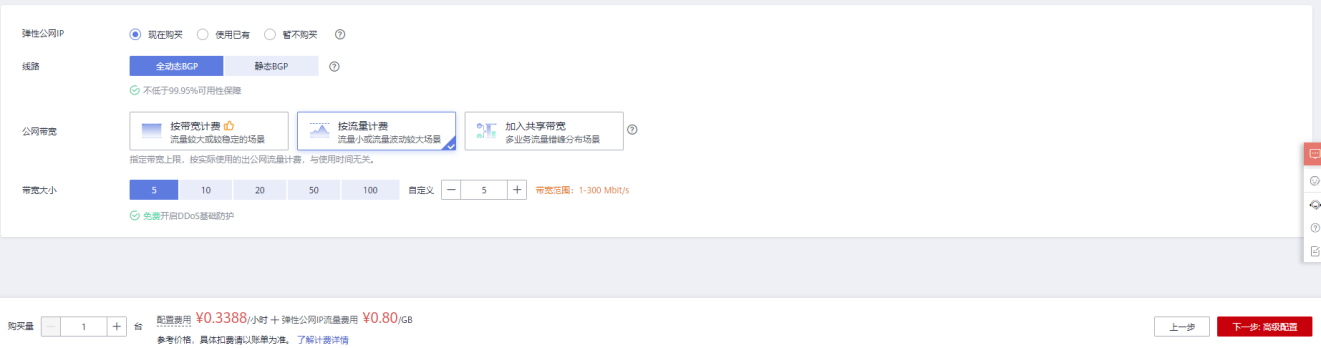 弹性公网IP 现在购买 使用已有 暂不购买
线路 全动态BGP 静态BGP
不低于99.95%可用性保障
公网带宽 按带宽计费 按流量计费 加入共享带宽
流量较大或较稳定的场景 流量小或流量波动较大场景 多业务流量错峰分布场景
指定带宽上限，按实际使用的出公网流量计费，与使用时间无关。
带宽大小 5 10 20 50 100 自定义 5 带宽范围：1-300 Mbit/s
免费开启DDoS基础防护
购买量 1 台 配置费用 ¥0.3388/小时 + 弹性公网IP流量费用 ¥0.80/GB 上一步 下一步: 高级配置
参考价格，具体扣费请以账单为准。 了解计费详情